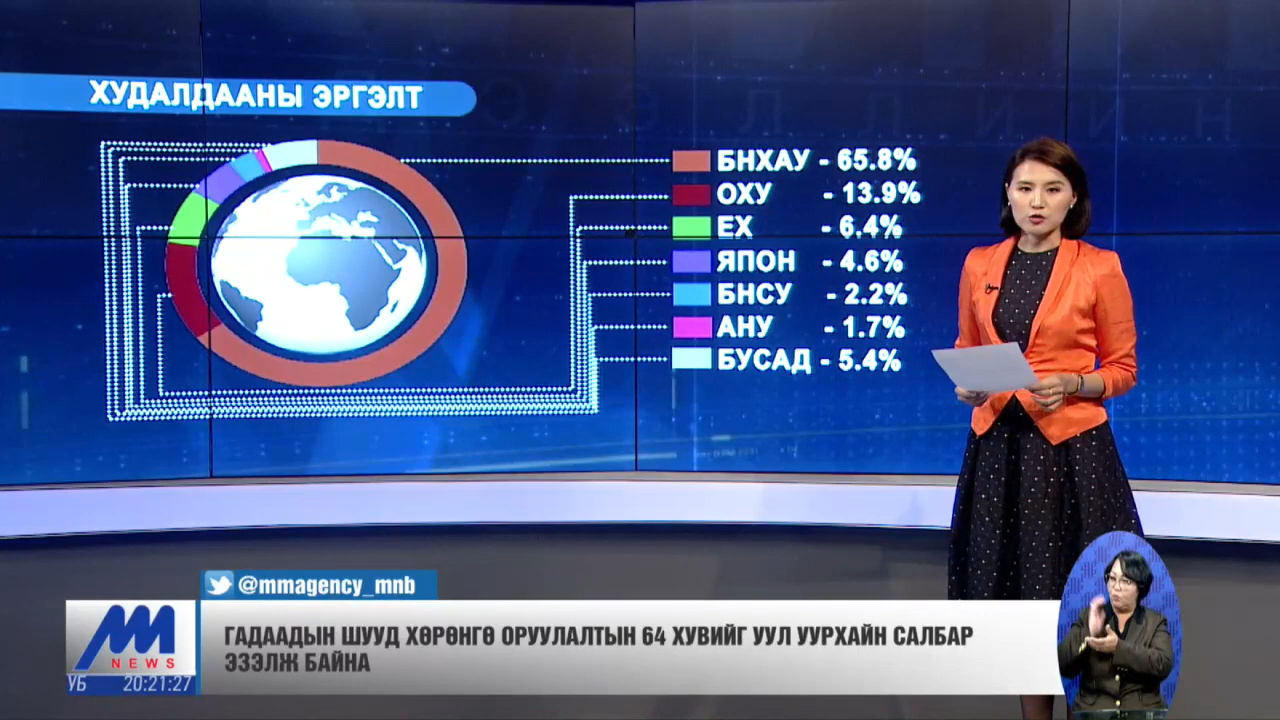 ХУДАЛДААНЫ ЭРГЭЛТ
БНХАУ - 65.8%
ОХУ - 13.9%
ЕХ - 6.4%
ЯПОН - 4.6%
БНСУ - 2.2%
АНУ - 1.7%
БУСАД - 5.4%
@mmagency_mnb
ГАДААДЫН ШУУД ХӨРӨНГӨ ОРУУЛАЛТЫН 64 ХУВИЙГ УУЛ УУРХАЙН САЛБАР
ЭЗЭЛЖ БАЙНА
MM
NEWS
УБ 20:21:27